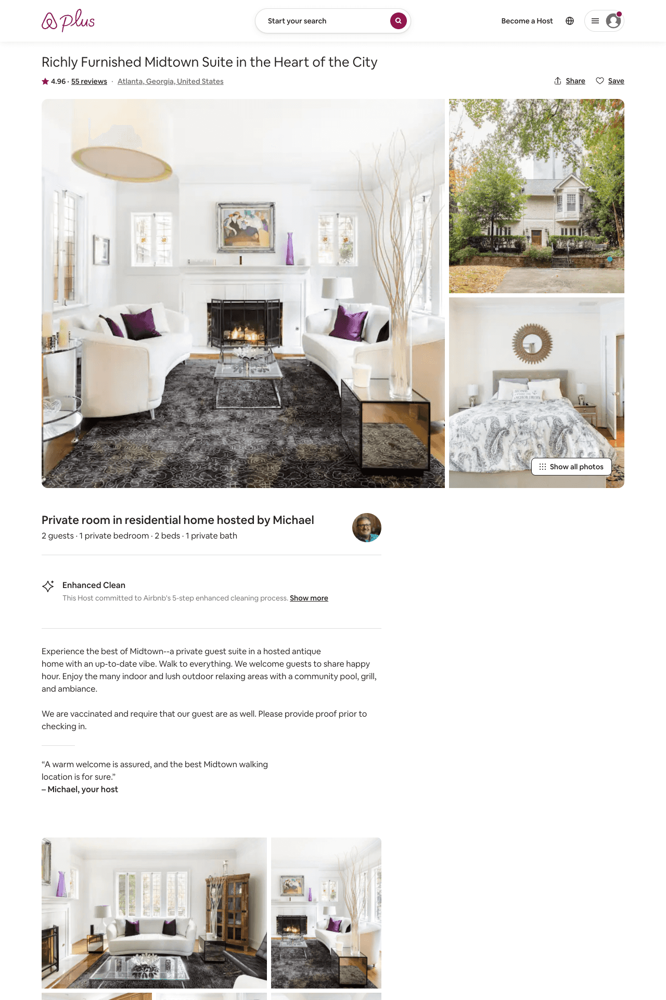 plus
Start your search
Become a Host
Richly Furnished Midtown Suite in the Heart of the City
4.96 · 55 reviews · Atlanta, Georgia, United States
Share
Save
HOME
ANCHOR DROPS
Show all photos
Private room in residential home hosted by Michael
2 guests · 1 private bedroom · 2 beds · 1 private bath
Enhanced Clean
This Host committed to Airbnb's 5-step enhanced cleaning process. Show more
Experience the best of Midtown--a private guest suite in a hosted antique
home with an up-to-date vibe. Walk to everything. We welcome guests to share happy
hour. Enjoy the many indoor and lush outdoor relaxing areas with a community pool, grill,
and ambiance.
We are vaccinated and require that our guest are as well. Please provide proof prior to
checking in.
“A warm welcome is assured, and the best Midtown walking
location is for sure.”
– Michael, your host